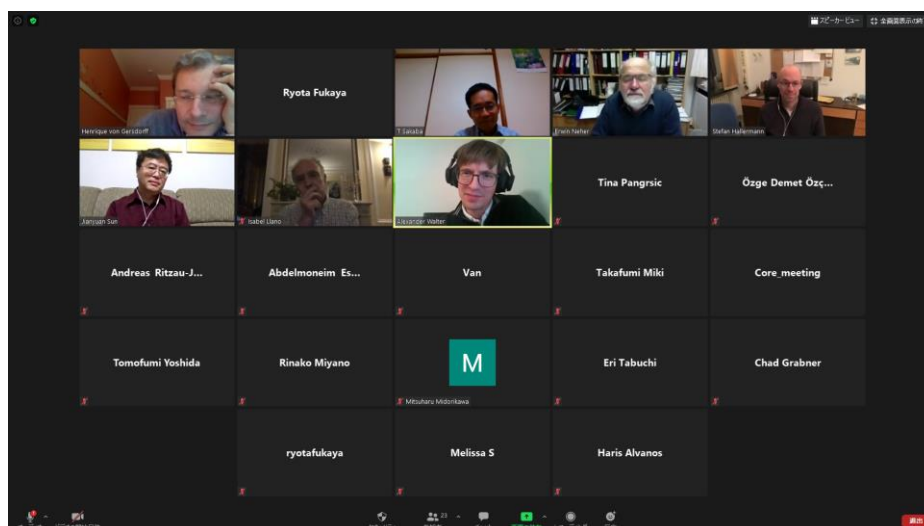 スピーカービュー 全画面表示の終
Henrique von Gersdorff
Ryota Fukaya
T Sakaba
Erwin Neher
Stefan Hallermann
Jianyuan Sun
Isabel Llano
Alexander Walter
Tina Pangrsic
Özge Demet Özç...
Andreas Ritzau-J...
Abdelmoneim Es...
Van
Takafumi Miki
Core_meeting
Tomofumi Yoshida
Rinako Miyano
M
Mitsuharu Midorikawa
Eri Tabuchi
Chad Grabner
ryotafukaya
Melissa S
Haris Alvanos
23
退出